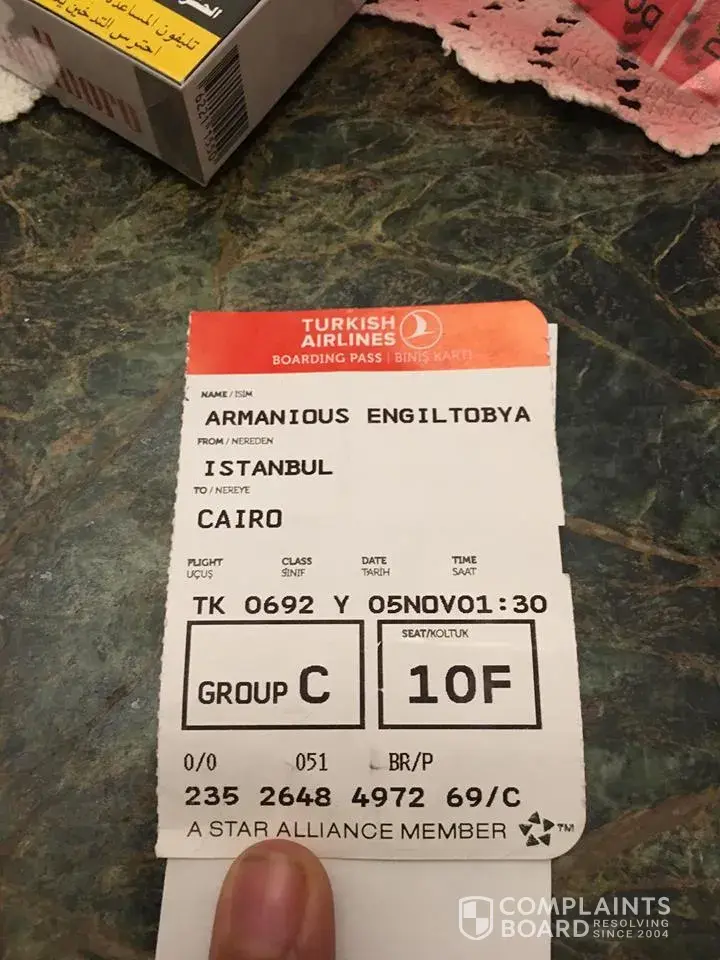 تليفون المساعدة
احترس التدخين
TURKISH
AIRLINES
BOARDING PASS | BİNİŞ KARTI
NAME / İSİM
ARMANIOUS ENGILTOBYA
FROM / NEREDEN
ISTANBUL
TO / NEREYE
CAIRO
FLIGHT CLASS DATE TIME
UÇUŞ SINIF TARİH SAAT
TK 0692 Y 05NOV01:30
SEAT/KOLTUK
GROUP C 10F
0/0 051 BR/P
235 2648 4972 69/C
A STAR ALLIANCE MEMBER TM
COMPLAINTS
BOARD RESOLVING
SINCE 2004